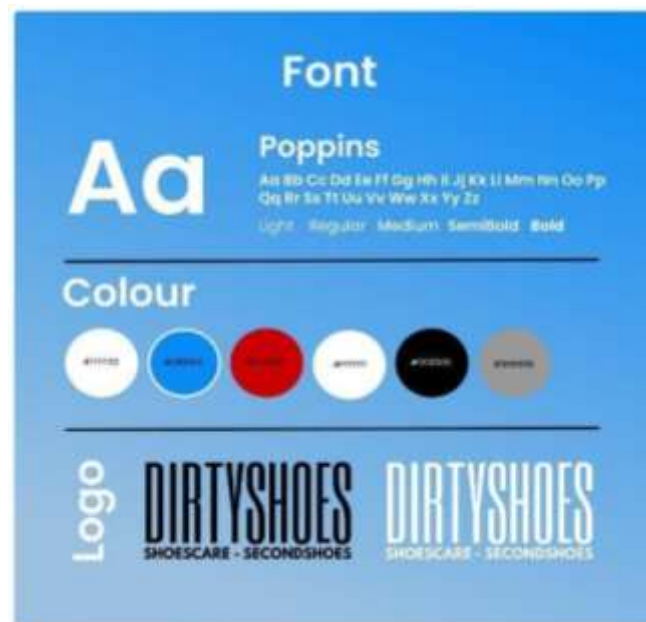 Font
Aa
Poppins
Aa Bb Cc Dd Ee Ff Gg Hh Ii Jj Kk Ll Mm Nn Oo Pp
Qq Rr Ss Tt Uu Vv Ww Xx Yy Zz
Light Regular Medium SemiBold Bold
Colour
Logo
DIRTYSHOES
SHOESCARE - SECONDSHOES
DIRTYSHOES
SHOESCARE - SECONDSHOES